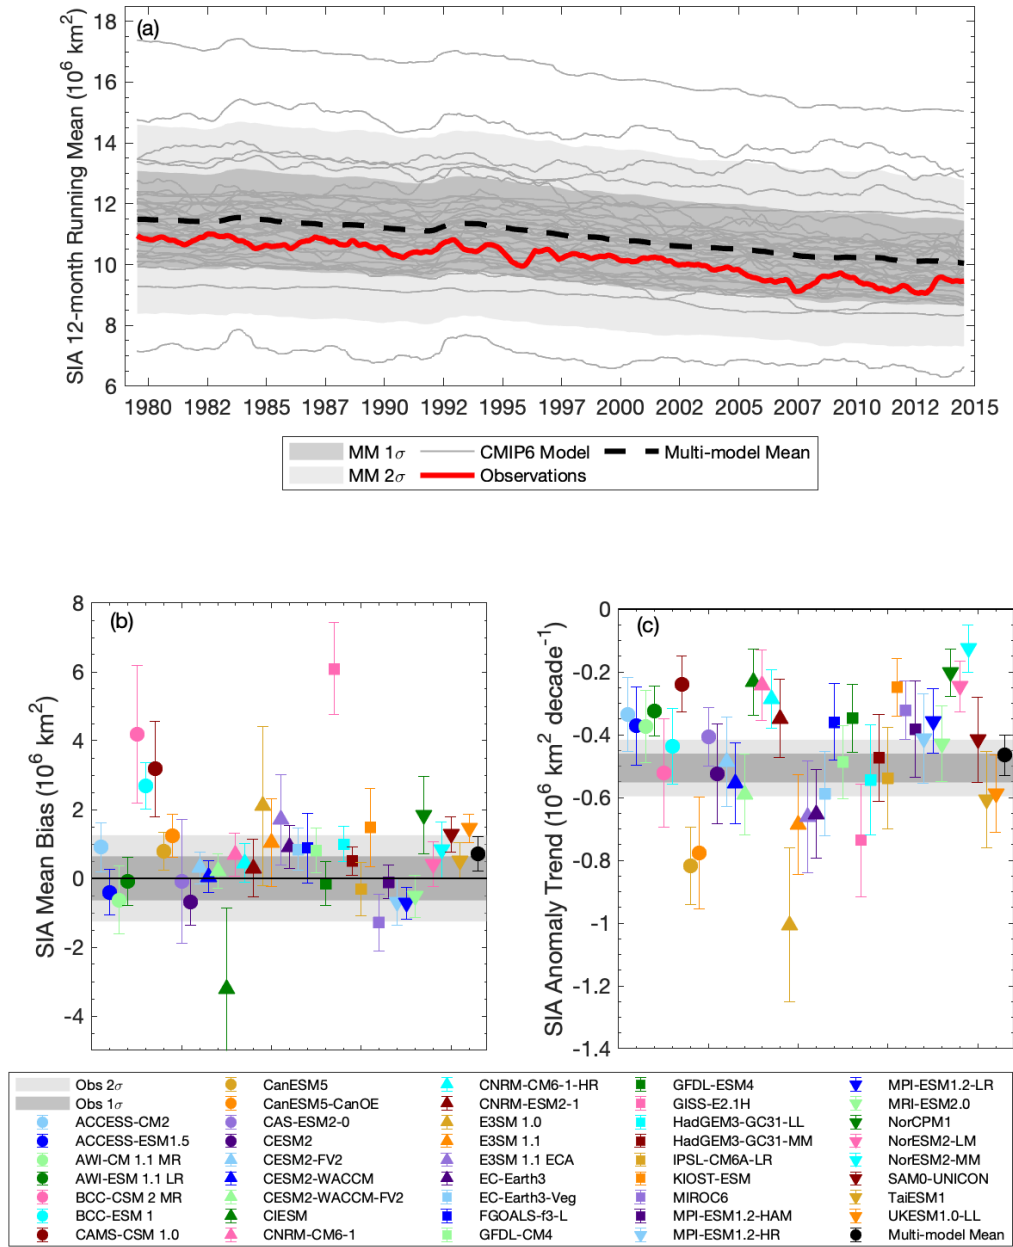 (a)
SIA 12-month Running Mean (10⁶ km²)
18
16
14
12
10
8
6
1980 1982 1985 1987 1990 1992 1995 1997 2000 2002 2005 2007 2010 2012 2015
MM 1σ CMIP6 Model Multi-model Mean
MM 2σ Observations
(b)
SIA Mean Bias (10⁶ km²)
8
6
4
2
0
-2
-4
(c)
SIA Anomaly Trend (10⁶ km² decade⁻¹)
0
-0.2
-0.4
-0.6
-0.8
-1
-1.2
-1.4
Obs 2σ
Obs 1σ
ACCESS-CM2
ACCESS-ESM1.5
AWI-CM 1.1 MR
AWI-ESM 1.1 LR
BCC-CSM 2 MR
BCC-ESM 1
CAMS-CSM 1.0
CanESM5
CanESM5-CanOE
CAS-ESM2-0
CESM2
CESM2-FV2
CESM2-WACCM
CESM2-WACCM-FV2
CIESM
CNRM-CM6-1
CNRM-CM6-1-HR
CNRM-ESM2-1
E3SM 1.0
E3SM 1.1
E3SM 1.1 ECA
EC-Earth3
EC-Earth3-Veg
FGOALS-f3-L
GFDL-CM4
GFDL-ESM4
GISS-E2.1H
HadGEM3-GC31-LL
HadGEM3-GC31-MM
IPSL-CM6A-LR
KIOST-ESM
MIROC6
MPI-ESM1.2-HAM
MPI-ESM1.2-HR
MPI-ESM1.2-LR
MRI-ESM2.0
NorCPM1
NorESM2-LM
NorESM2-MM
SAM0-UNICON
TaiESM1
UKESM1.0-LL
Multi-model Mean